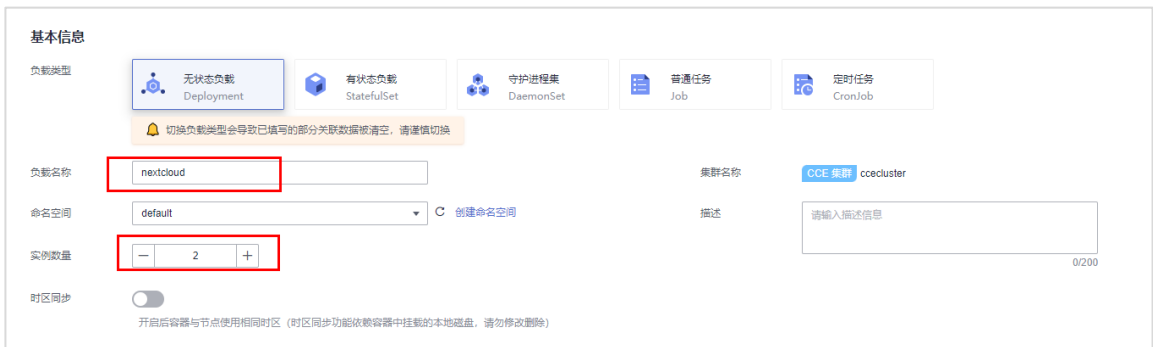 基本信息
负载类型
无状态负载
Deployment
有状态负载
StatefulSet
守护进程集
DaemonSet
普通任务
Job
定时任务
CronJob
切换负载类型会导致已填写的部分关联数据被清空，请谨慎切换
负载名称
nextcloud
集群名称
CCE 集群 ccecluster
命名空间
default
创建命名空间
描述
请输入描述信息
0/200
实例数量
2
时区同步
开启后容器与节点使用相同时区（时区同步功能依赖容器中挂载的本地磁盘，请勿修改删除）